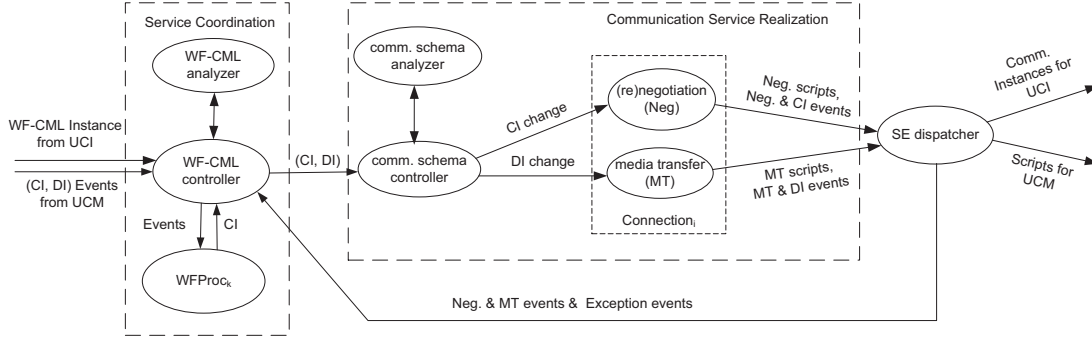 Service Coordination
Communication Service Realization
WF-CML
analyzer
comm. schema
analyzer
(re)negotiation
(Neg)
Neg. scripts,
Neg. & CI events
Comm.
Instances for
UCI
WF-CML Instance
from UCI
CI change
SE dispatcher
WF-CML
controller
(CI, DI)
comm. schema
controller
DI change
media transfer
(MT)
MT scripts,
MT & DI events
Scripts for
UCM
(CI, DI) Events
from UCM
Events
CI
Connectionᵢ
WFProcₖ
Neg. & MT events & Exception events